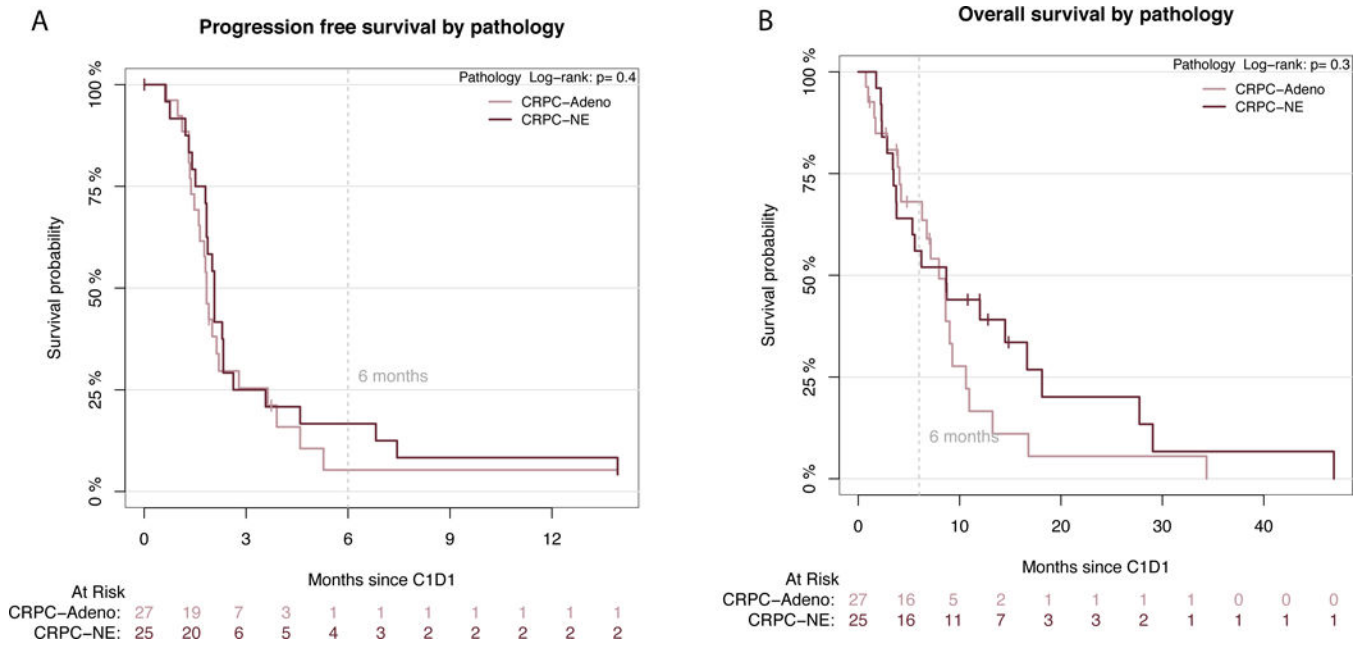 A
Progression free survival by pathology
Pathology Log-rank: p= 0.4
CRPC-Adeno
CRPC-NE
Survival probability
100 %
75 %
50 %
25 %
0 %
6 months
0 3 6 9 12
Months since C1D1
At Risk
CRPC-Adeno: 27 19 7 3 1 1 1 1 1 1 1
CRPC-NE: 25 20 6 5 4 3 2 2 2 2 2
B
Overall survival by pathology
Pathology Log-rank: p= 0.3
CRPC-Adeno
CRPC-NE
Survival probability
100 %
75 %
50 %
25 %
0 %
6 months
0 10 20 30 40
Months since C1D1
At Risk
CRPC-Adeno: 27 16 5 2 1 1 1 1 0 0 0
CRPC-NE: 25 16 11 7 3 3 2 1 1 1 1